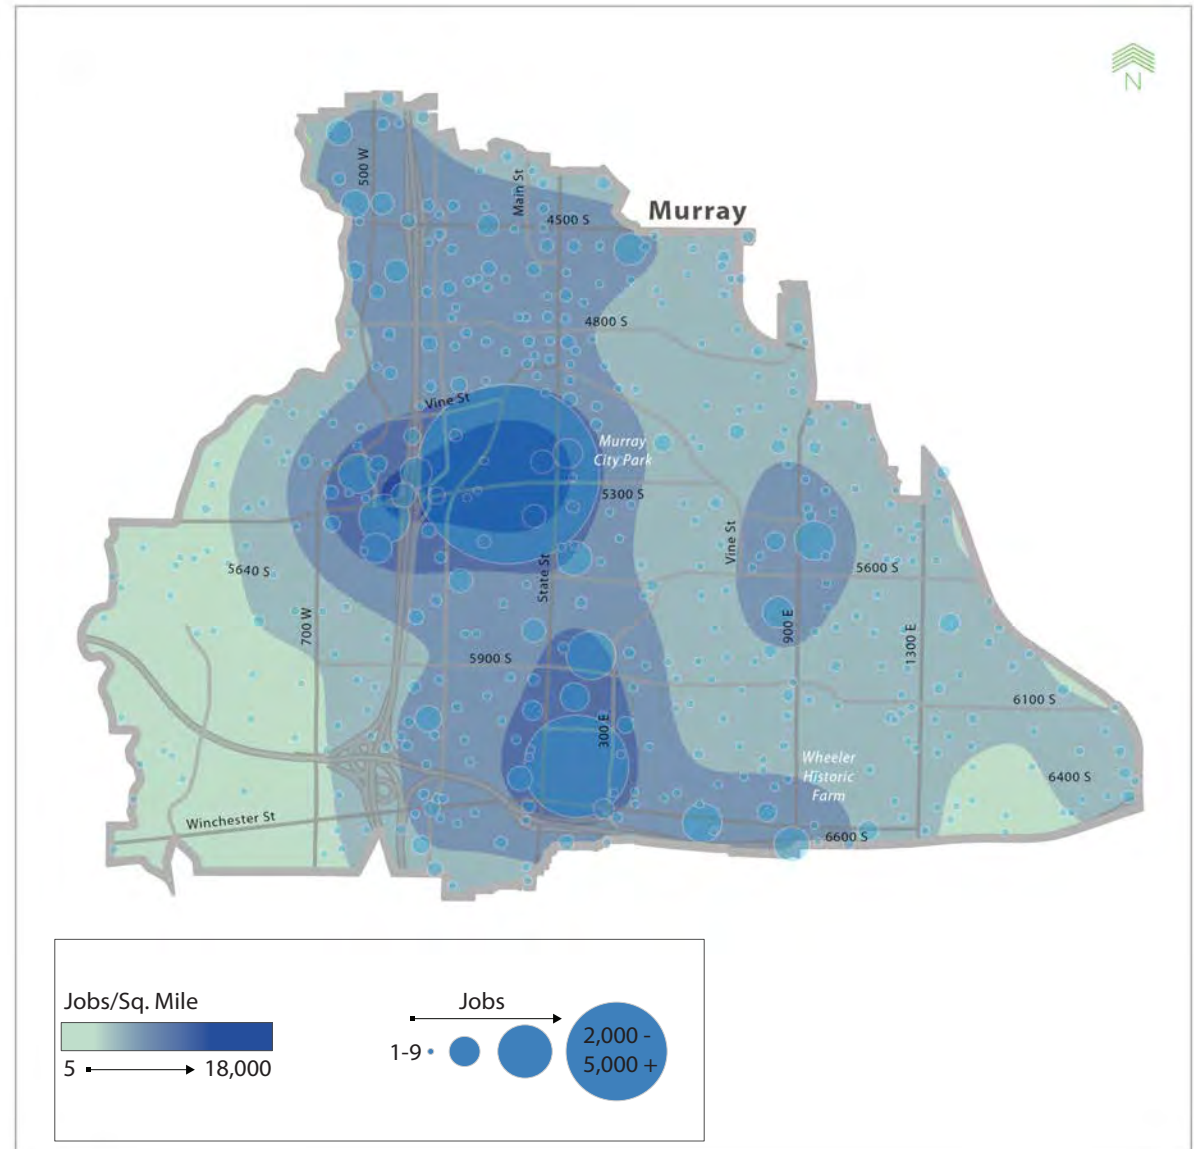 N
Murray
500 W
Main St
4500 S
4800 S
Vine St
Murray
City Park
5300 S
Vine St
State St
5640 S
5600 S
700 W
900 E
1300 E
5900 S
6100 S
300 E
Wheeler
Historic
Farm
6400 S
Winchester St
6600 S
Jobs/Sq. Mile
5
18,000
Jobs
1-9
2,000 -
5,000 +